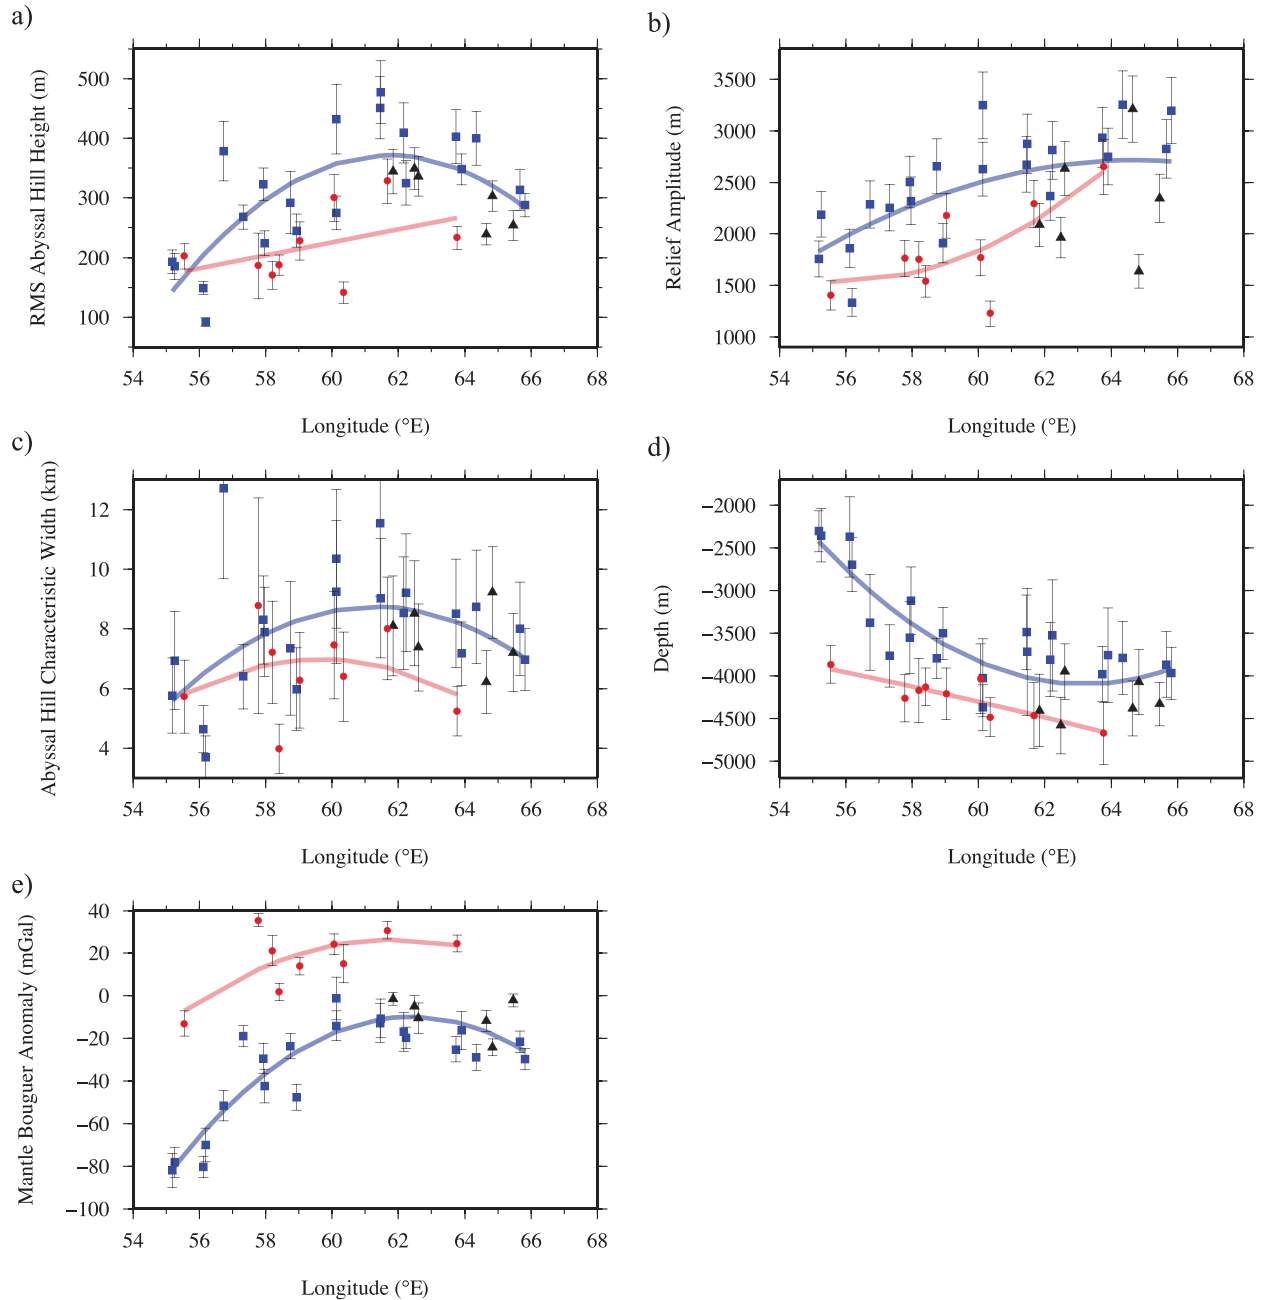 a)
RMS Abyssal Hill Height (m)
500
400
300
200
100
54 56 58 60 62 64 66 68
Longitude (°E)
b)
Relief Amplitude (m)
3500
3000
2500
2000
1500
1000
54 56 58 60 62 64 66 68
Longitude (°E)
c)
Abyssal Hill Characteristic Width (km)
12
10
8
6
4
54 56 58 60 62 64 66 68
Longitude (°E)
d)
Depth (m)
−2000
−2500
−3000
−3500
−4000
−4500
−5000
54 56 58 60 62 64 66 68
Longitude (°E)
e)
Mantle Bouguer Anomaly (mGal)
40
20
0
−20
−40
−60
−80
−100
54 56 58 60 62 64 66 68
Longitude (°E)